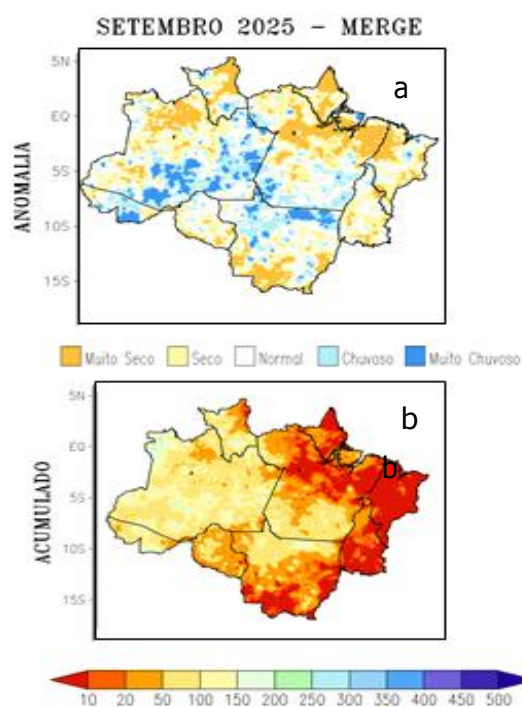 SETEMBRO 2025 – MERGE
a
5N
EQ
5S
10S
15S
ANOMALIA
Muito Seco Seco Normal Chuvoso Muito Chuvoso
b
b
5N
EQ
5S
10S
15S
ACUMULADO
10 20 50 100 150 200 250 300 350 400 450 500